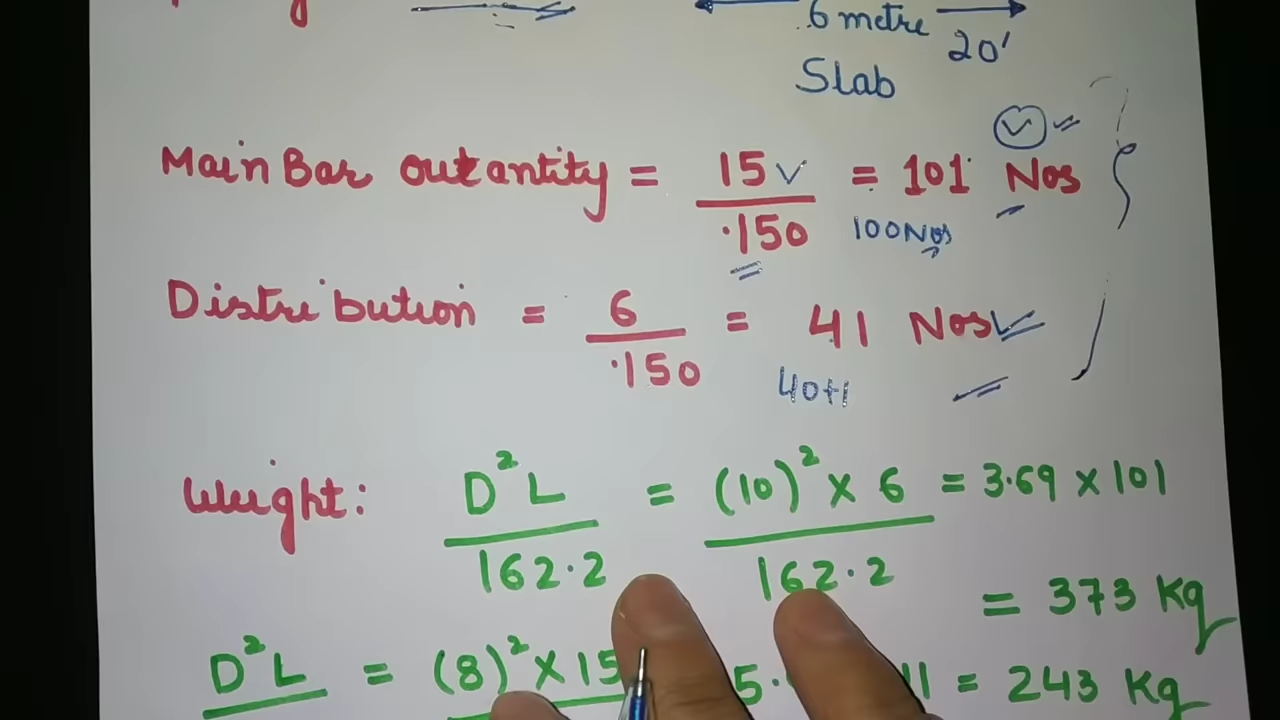 6 metre
20'
Slab
Main Bar outantity = 15 / .150 = 101 Nos
100 Nos
Distribution = 6 / .150 = 41 Nos
40+1
Weight: D²L / 162.2 = (10)² × 6 / 162.2 = 3.69 × 101
= 373 Kg
D²L = (8)² × 15 = 243 Kg